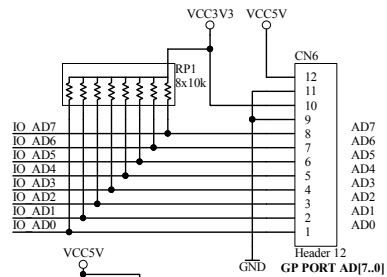 VCC3V3 VCC5V
CN6
RP1
8x10k
12
11
10
9
IO_AD7 8 AD7
IO_AD6 7 AD6
IO_AD5 6 AD5
IO_AD4 5 AD4
IO_AD3 4 AD3
IO_AD2 3 AD2
IO_AD1 2 AD1
IO_AD0 1 AD0
Header 12
VCC5V
GND GP PORT AD[7..0]